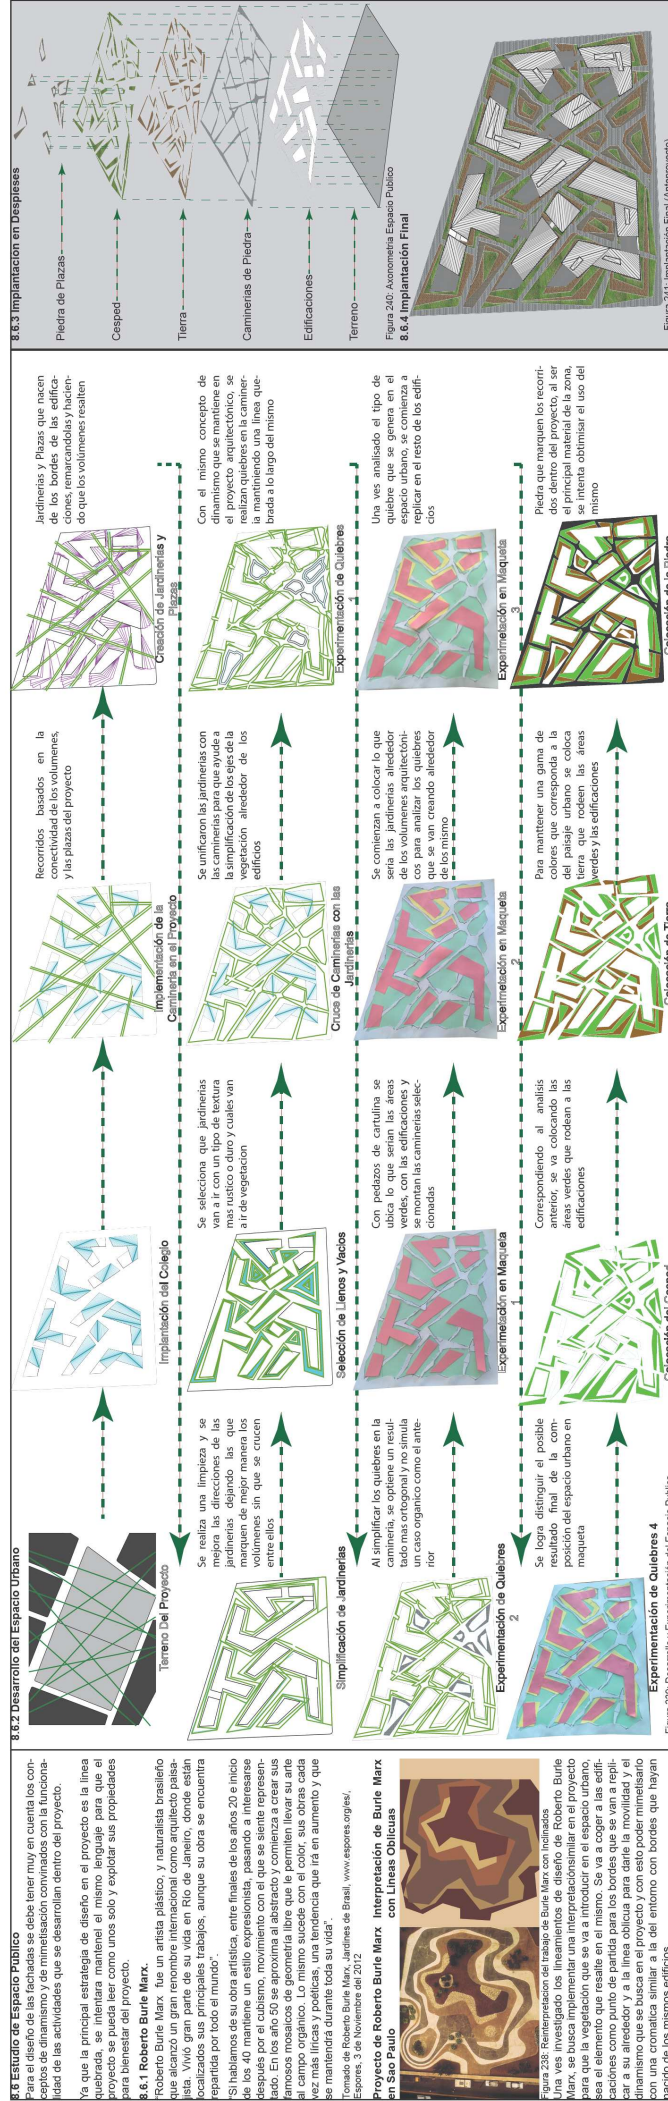 8.6 Estudio de Espacio Público
Para el diseño de las fachadas se debe tener muy en cuenta los con-
ceptos de dinamismo y de mimetisación convinados con la funciona-
lidad de las actividades que se desarrollan dentro del proyecto.
Ya que la principal estrategia de diseño en el proyecto es la linea
quebrada, se intentara mantenel el mismo lenguaje para que el
proyecto se pueda leer como unos solo y explotar sus propiedades
para bienestar del proyecto.
8.6.1 Roberto Burle Marx.
"Roberto Burle Marx fue un artista plástico, y naturalista brasileño
que alcanzó un gran renombre internacional como arquitecto paisa-
jista. Vivió gran parte de su vida en Río de Janeiro, donde están
localizados sus principales trabajos, aunque su obra se encuentra
repartida por todo el mundo".
"Si hablamos de su obra artística, entre finales de los años 20 e inicio
de los 40 mantiene un estilo expresionista, pasando a interesarse
después por el cubismo, movimiento con el que se siente represen-
tado. En los años 50 se aproxima al abstracto y comienza a crear sus
famosos mosaicos de geometría libre que le permiten llevar su arte
al campo orgánico. Lo mismo sucede con el color, sus obras cada
vez más líricas y poéticas, una tendencia que irá en aumento y que
se mantendrá durante toda su vida".
Tomado de Roberto Burle Marx, Jardines de Brasil, www.espores.org/es/,
Espores, 3 de Noviembre del 2012
Proyecto de Roberto Burle Marx
en Sao Paulo
Interpretación de Burle Marx
con Líneas Oblicuas
Figura 238: Reinterpretacion del trabajo de Burle Marx con Inclinados
Una ves investigado los lineamientos de diseño de Roberto Burle
Marx, se busca implementar una interpretaciónsimilar en el proyecto
para que la vegetación que se va a introducir en el espacio urbano,
sea el elemento que resalte en el mismo. Se va a coger a las edifi-
caciónes como punto de partida para los bordes que se van a repli-
car a su alrededor y a la linea oblicua para darle la movilidad y el
dinamismo que se busca en el proyecto y con esto poder mimetisarlo
con una cromatica similar a la del entorno con bordes que hayan
nacido de los mismos edificios
8.6.2 Desarrollo del Espacio Urbano
Terreno Del Proyecto
Implantación del Colegio
Implementación de la
Camineria en el Proyecto
Recorridos basados en la
conectividad de los volumenes,
y las plazas del proyecto
Creación de Jardinerias y
Plazas
Jardinerias y Plazas que nacen
de los bordes de las edifica-
ciones, remarcandolas y hacien-
do que los volúmenes resalten
Simplificación de Jardinerias
Se realiza una limpieza y se
mejora las direcciones de las
jardinerias dejando las que
marquen de mejor manera los
volúmenes sin que se crucen
entre ellos
Selección de Llenos y Vacios
Se selecciona que jardinerias
van a ir con un tipo de textura
mas rustico o duro y cuales van
a ir de vegetacion
Cruce de Caminerias con las
Jardinerias
Se unificaron las jardinerias con
las caminerias para que ayude a
la simplificación de los ejes de la
vegetación alrededor de los
edificios
Experimentación de Quiebres
1
Con el mismo concepto de
dinamismo que se mantiene en
el proyecto arquitectónico, se
realizan quiebres en la caminer-
ia mantiniendo una linea que-
brada a lo largo del mismo
Experimentación de Quiebres
2
Al simplificar los quiebres en la
camineria, se optiene un resul-
tado mas ortogonal y no simula
un caso organico como el ante-
rior
Experimetación en Maqueta
1
Con pedazos de cartulina se
ubica lo que serian las áreas
verdes, con las edificaciones y
se montan las caminerias selec-
cionadas
Experimetación en Maqueta
2
Se comienzan a colocar lo que
seria las jardinerias alrededor
de los volumenes arquitectóni-
cos para analizar los quiebres
que se van creando alrededor
de los mismo
Experimetación en Maqueta
3
Una ves analisado el tipo de
quiebre que se genera en el
espacio urbano, se comienza a
replicar en el resto de los edifi-
cios
Experimentación de Quiebres 4
Se logra distinguir el posible
resultado final de la com-
posición del espacio urbano en
maqueta
Correspondiendo al analisis
anterior, se va colocando las
áreas verdes que rodean a las
edificaciones
Para manttener una gama de
colores que corresponda a la
del paisaje urbano se coloca
tierra que rodeen las áreas
verdes y las edificaciones
Piedra que marquen los recorri-
dos dentro del proyecto, al ser
el principal material de la zona,
se intenta obtimisar el uso del
mismo
8.6.3 Implantacion en Despieses
Piedra de Plazas
Cesped
Tierra
Caminerias de Piedra
Edificaciones
Terreno
Figura 240: Axonometria Espacio Publico
8.6.4 Implantación Final
Figura 241: Implantación Final (Anteproyecto)